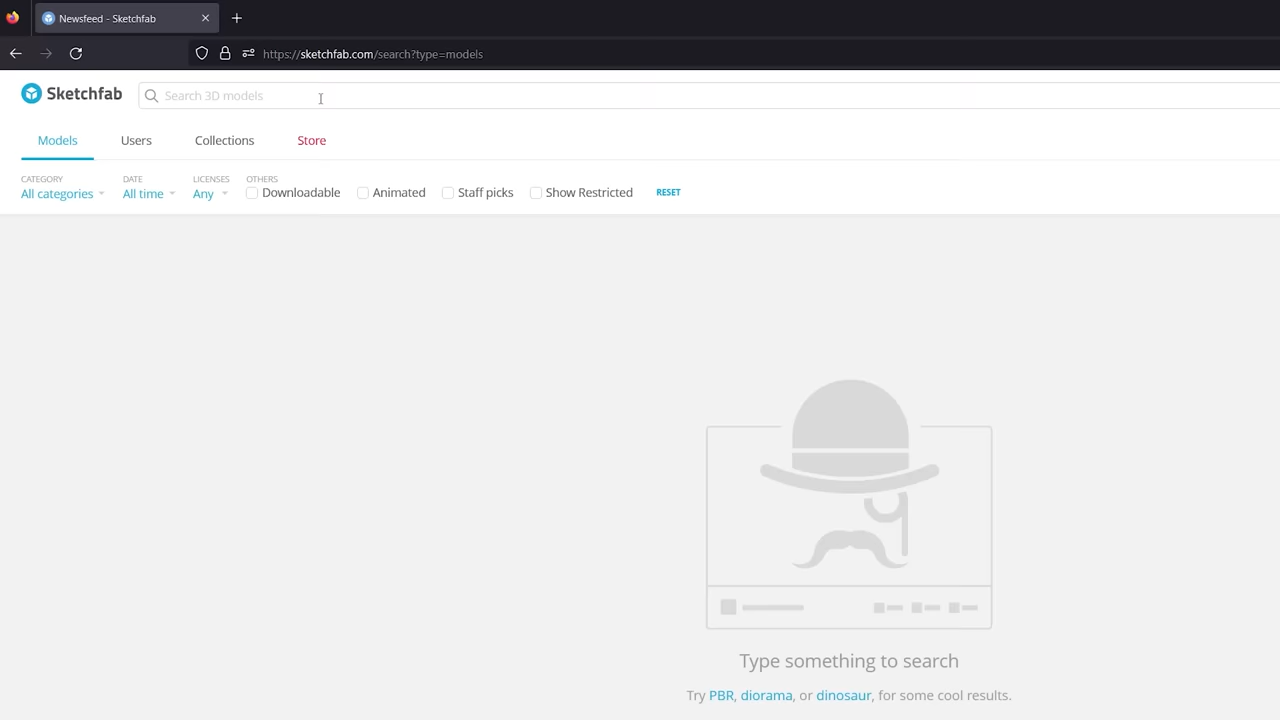 Newsfeed - Sketchfab
https://sketchfab.com/search?type=models
Sketchfab
Search 3D models
Models Users Collections Store
CATEGORY DATE LICENSES OTHERS
All categories All time Any Downloadable Animated Staff picks Show Restricted RESET
Type something to search
Try PBR, diorama, or dinosaur, for some cool results.